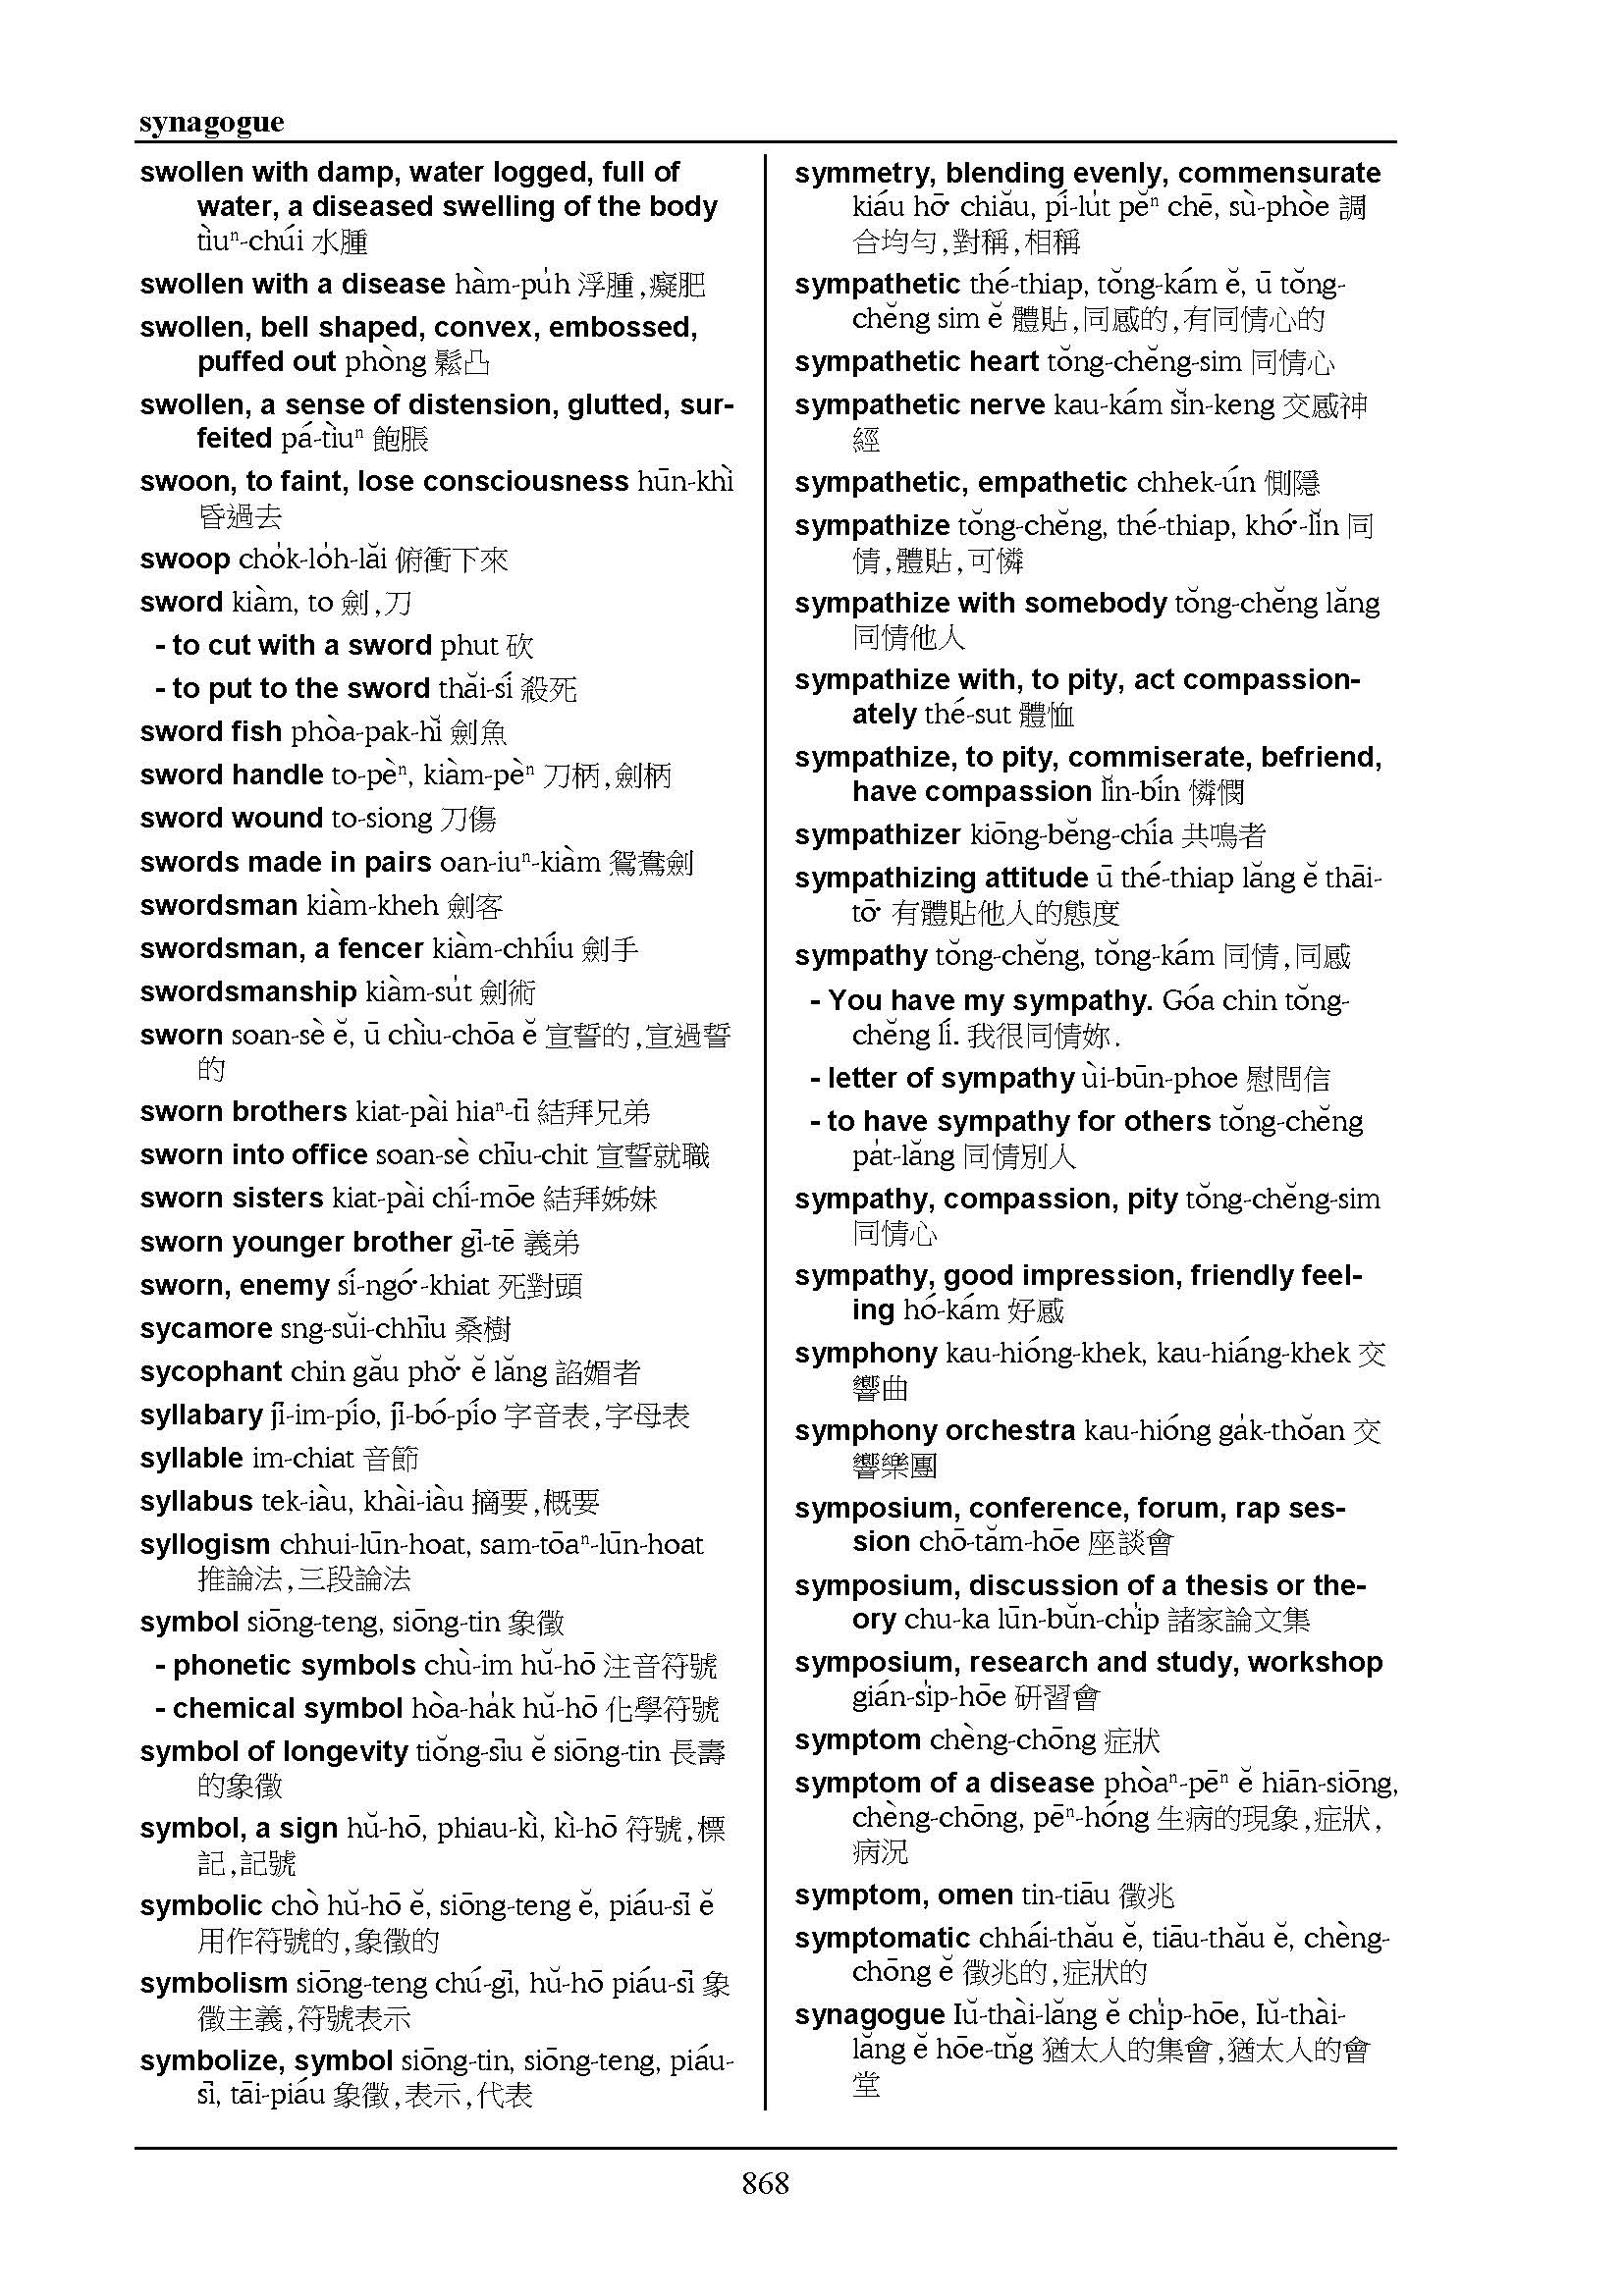 synagogue
swollen with damp, water logged, full of
water, a diseased swelling of the body
tìuⁿ-chúi 水腫
swollen with a disease hàm-pu̍h 浮腫,癡肥
swollen, bell shaped, convex, embossed,
puffed out phòng 鬆凸
swollen, a sense of distension, glutted, sur-
feited pá-tìuⁿ 飽脹
swoon, to faint, lose consciousness hūn-khì
昏過去
swoop cho̍k-lo̍h-lăi 俯衝下來
sword kiàm, to 劍,刀
- to cut with a sword phut 砍
- to put to the sword thăi-sí 殺死
sword fish phòa-pak-hĭ 劍魚
sword handle to-pèⁿ, kiàm-pèⁿ 刀柄,劍柄
sword wound to-siong 刀傷
swords made in pairs oan-iuⁿ-kiàm 鴛鴦劍
swordsman kiàm-kheh 劍客
swordsman, a fencer kiàm-chhíu 劍手
swordsmanship kiàm-su̍t 劍術
sworn soan-sè ĕ, ū chìu-chōa ĕ 宣誓的,宣過誓
的
sworn brothers kiat-pài hiaⁿ-tī 結拜兄弟
sworn into office soan-sè chīu-chit 宣誓就職
sworn sisters kiat-pài chí-mōe 結拜姊妹
sworn younger brother gī-tē 義弟
sworn, enemy sí-ngó͘-khiat 死對頭
sycamore sng-sŭi-chhīu 桑樹
sycophant chin gău phŏ͘ ĕ lăng 諂媚者
syllabary jī-im-pío, jī-bó-pío 字音表,字母表
syllable im-chiat 音節
syllabus tek-iàu, khài-iàu 摘要,概要
syllogism chhui-lūn-hoat, sam-tōaⁿ-lūn-hoat
推論法,三段論法
symbol siōng-teng, siōng-tin 象徵
- phonetic symbols chù-im hŭ-hō 注音符號
- chemical symbol hòa-ha̍k hŭ-hō 化學符號
symbol of longevity tiŏng-sīu ĕ siōng-tin 長壽
的象徵
symbol, a sign hŭ-hō, phiau-kì, kì-hō 符號,標
記,記號
symbolic chò hŭ-hō ĕ, siōng-teng ĕ, piáu-sī ĕ
用作符號的,象徵的
symbolism siōng-teng chú-gī, hŭ-hō piáu-sī 象
徵主義,符號表示
symbolize, symbol siōng-tin, siōng-teng, piáu-
sī, tāi-piáu 象徵,表示,代表
symmetry, blending evenly, commensurate
kiáu hō͘ chiău, pí-lu̍t pĕⁿ chē, sù-phòe 調
合均勻,對稱,相稱
sympathetic thé-thiap, tŏng-kám ĕ, ū tŏng-
chĕng sim ĕ 體貼,同感的,有同情心的
sympathetic heart tŏng-chĕng-sim 同情心
sympathetic nerve kau-kám sĭn-keng 交感神
經
sympathetic, empathetic chhek-ún 惻隱
sympathize tŏng-chĕng, thé-thiap, khó͘-lĭn 同
情,體貼,可憐
sympathize with somebody tŏng-chĕng lăng
同情他人
sympathize with, to pity, act compassion-
ately thé-sut 體恤
sympathize, to pity, commiserate, befriend,
have compassion lĭn-bín 憐憫
sympathizer kiōng-bĕng-chía 共鳴者
sympathizing attitude ū thé-thiap lăng ĕ thāi-
tō͘ 有體貼他人的態度
sympathy tŏng-chĕng, tŏng-kám 同情,同感
- You have my sympathy. Góa chin tŏng-
chĕng lí. 我很同情妳.
- letter of sympathy ùi-būn-phoe 慰問信
- to have sympathy for others tŏng-chĕng
pa̍t-lăng 同情別人
sympathy, compassion, pity tŏng-chĕng-sim
同情心
sympathy, good impression, friendly feel-
ing hó-kám 好感
symphony kau-hióng-khek, kau-hiáng-khek 交
響曲
symphony orchestra kau-hióng ga̍k-thŏan 交
響樂團
symposium, conference, forum, rap ses-
sion chō-tăm-hōe 座談會
symposium, discussion of a thesis or the-
ory chu-ka lūn-bŭn-chi̍p 諸家論文集
symposium, research and study, workshop
gián-si̍p-hōe 研習會
symptom chèng-chōng 症狀
symptom of a disease phòaⁿ-pēⁿ ĕ hiān-siōng,
chèng-chōng, pēⁿ-hóng 生病的現象,症狀,
病況
symptom, omen tin-tiāu 徵兆
symptomatic chhái-thău ĕ, tiāu-thău ĕ, chèng-
chōng ĕ 徵兆的,症狀的
synagogue Iŭ-thài-lăng ĕ chi̍p-hōe, Iŭ-thài-
lăng ĕ hōe-tn̆g 猶太人的集會,猶太人的會
堂
868